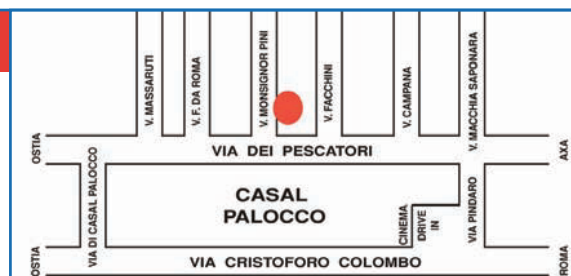 V. MASSARUTI
V. F. DA ROMA
V. MONSIGNOR PINI
V. FACCHINI
V. CAMPANA
V. MACCHIA SAPONARA
OSTIA
VIA DEI PESCATORI
AXA
VIA DI CASAL PALOCCO
CASAL
PALOCCO
CINEMA
DRIVE
IN
VIA PINDARO
OSTIA
VIA CRISTOFORO COLOMBO
ROMA